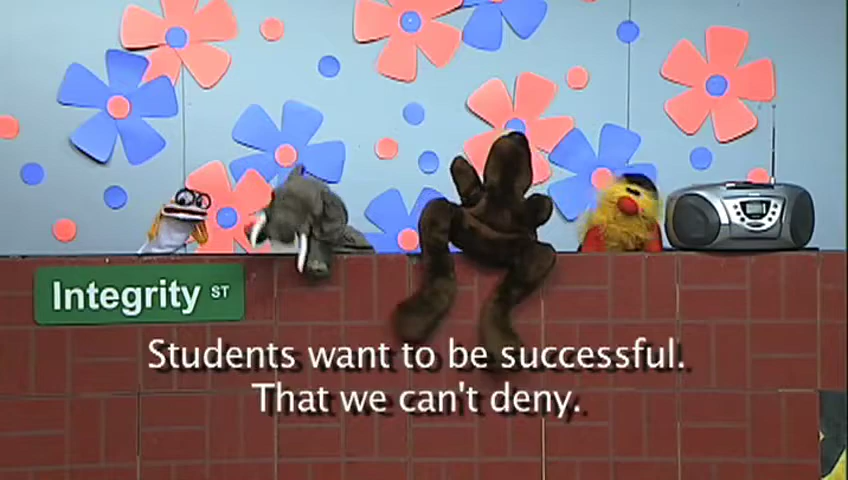 Integrity ST
Students want to be successful.
That we can't deny.